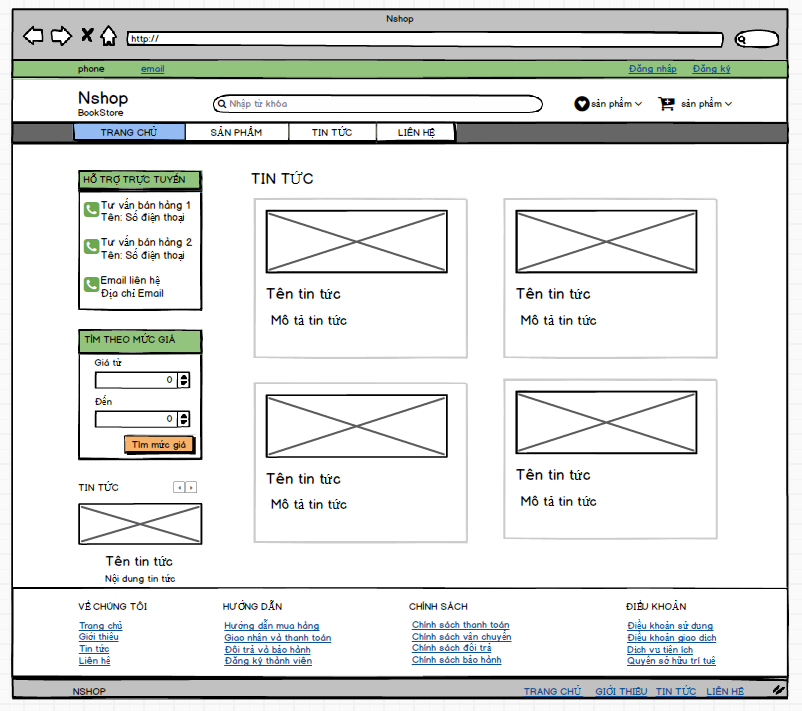 Nshop
http://
phone
email
Đăng nhập
Đăng ký
Nshop
BookStore
Nhập từ khóa
sản phẩm
sản phẩm
TRANG CHỦ
SẢN PHẨM
TIN TỨC
LIÊN HỆ
HỖ TRỢ TRỰC TUYẾN
Tư vấn bán hàng 1
Tên: Số điện thoại
Tư vấn bán hàng 2
Tên: Số điện thoại
Email liên hệ
Địa chỉ Email
TÌM THEO MỨC GIÁ
Giá từ
0
Đến
0
Tìm mức giá
TIN TỨC
Tên tin tức
Nội dung tin tức
TIN TỨC
Tên tin tức
Mô tả tin tức
Tên tin tức
Mô tả tin tức
Tên tin tức
Mô tả tin tức
Tên tin tức
Mô tả tin tức
VỀ CHÚNG TÔI
Trang chủ
Giới thiệu
Tin tức
Liên hệ
HƯỚNG DẪN
Hướng dẫn mua hàng
Giao nhận và thanh toán
Đổi trả và bảo hành
Đăng ký thành viên
CHÍNH SÁCH
Chính sách thanh toán
Chính sách vận chuyển
Chính sách đổi trả
Chính sách bảo hành
ĐIỀU KHOẢN
Điều khoản sử dụng
Điều khoản giao dịch
Dịch vụ tiện ích
Quyền sở hữu trí tuệ
NSHOP
TRANG CHỦ
GIỚI THIỆU
TIN TỨC
LIÊN HỆ